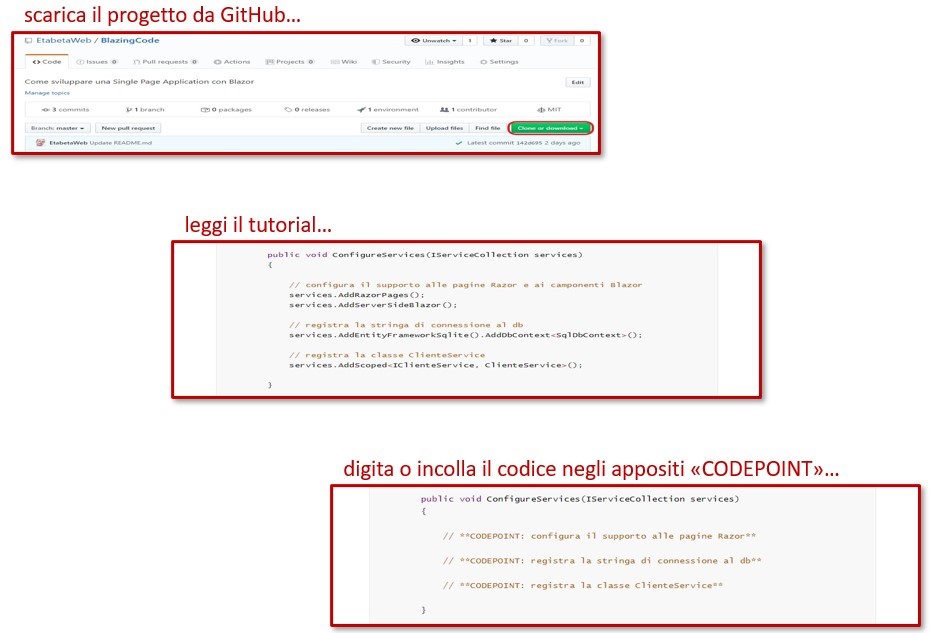 scarica il progetto da GitHub...
EtabetaWeb / BlazingCode Unwatch 1 Star 0 Fork 0
<> Code Issues 0 Pull requests 0 Actions Projects 0 Wiki Security Insights Settings
Come sviluppare una Single Page Application con Blazor Edit
Manage topics
3 commits 1 branch 0 packages 0 releases 1 environment 1 contributor MIT
Branch: master New pull request Create new file Upload files Find file Clone or download
EtabetaWeb Update README.md Latest commit 142a695 2 days ago
leggi il tutorial...
public void ConfigureServices(IServiceCollection services)
{
// configura il supporto alle pagine Razor e ai camponenti Blazor
services.AddRazorPages();
services.AddServerSideBlazor();
// registra la stringa di connessione al db
services.AddEntityFrameworkSqlite().AddDbContext<SqlDbContext>();
// registra la classe ClienteService
services.AddScoped<IClienteService, ClienteService>();
}
digita o incolla il codice negli appositi «CODEPOINT»...
public void ConfigureServices(IServiceCollection services)
{
// **CODEPOINT: configura il supporto alle pagine Razor**
// **CODEPOINT: registra la stringa di connessione al db**
// **CODEPOINT: registra la classe ClienteService**
}